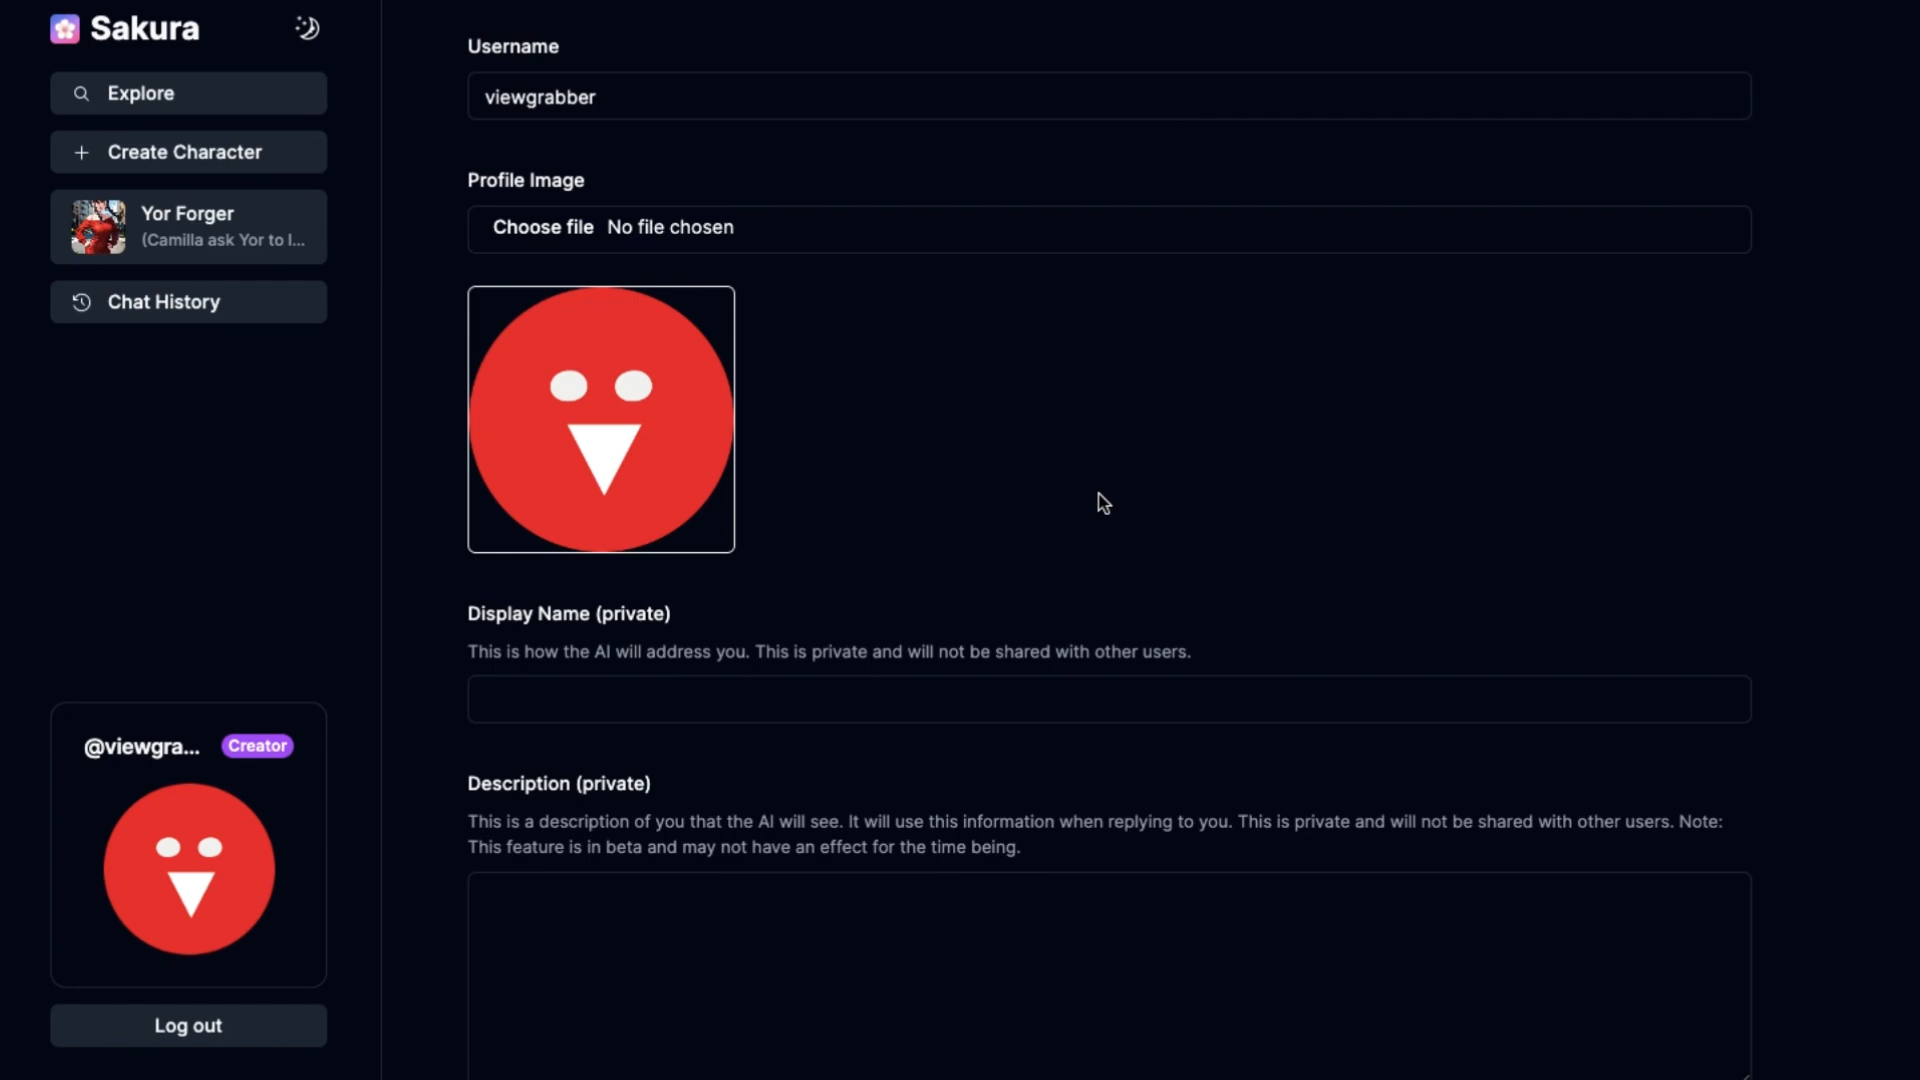 Sakura
Explore
Create Character
Yor Forger
(Camilla ask Yor to l...
Chat History
@viewgra...
Creator
Log out
Username
viewgrabber
Profile Image
Choose file No file chosen
Display Name (private)
This is how the AI will address you. This is private and will not be shared with other users.
Description (private)
This is a description of you that the AI will see. It will use this information when replying to you. This is private and will not be shared with other users. Note:
This feature is in beta and may not have an effect for the time being.